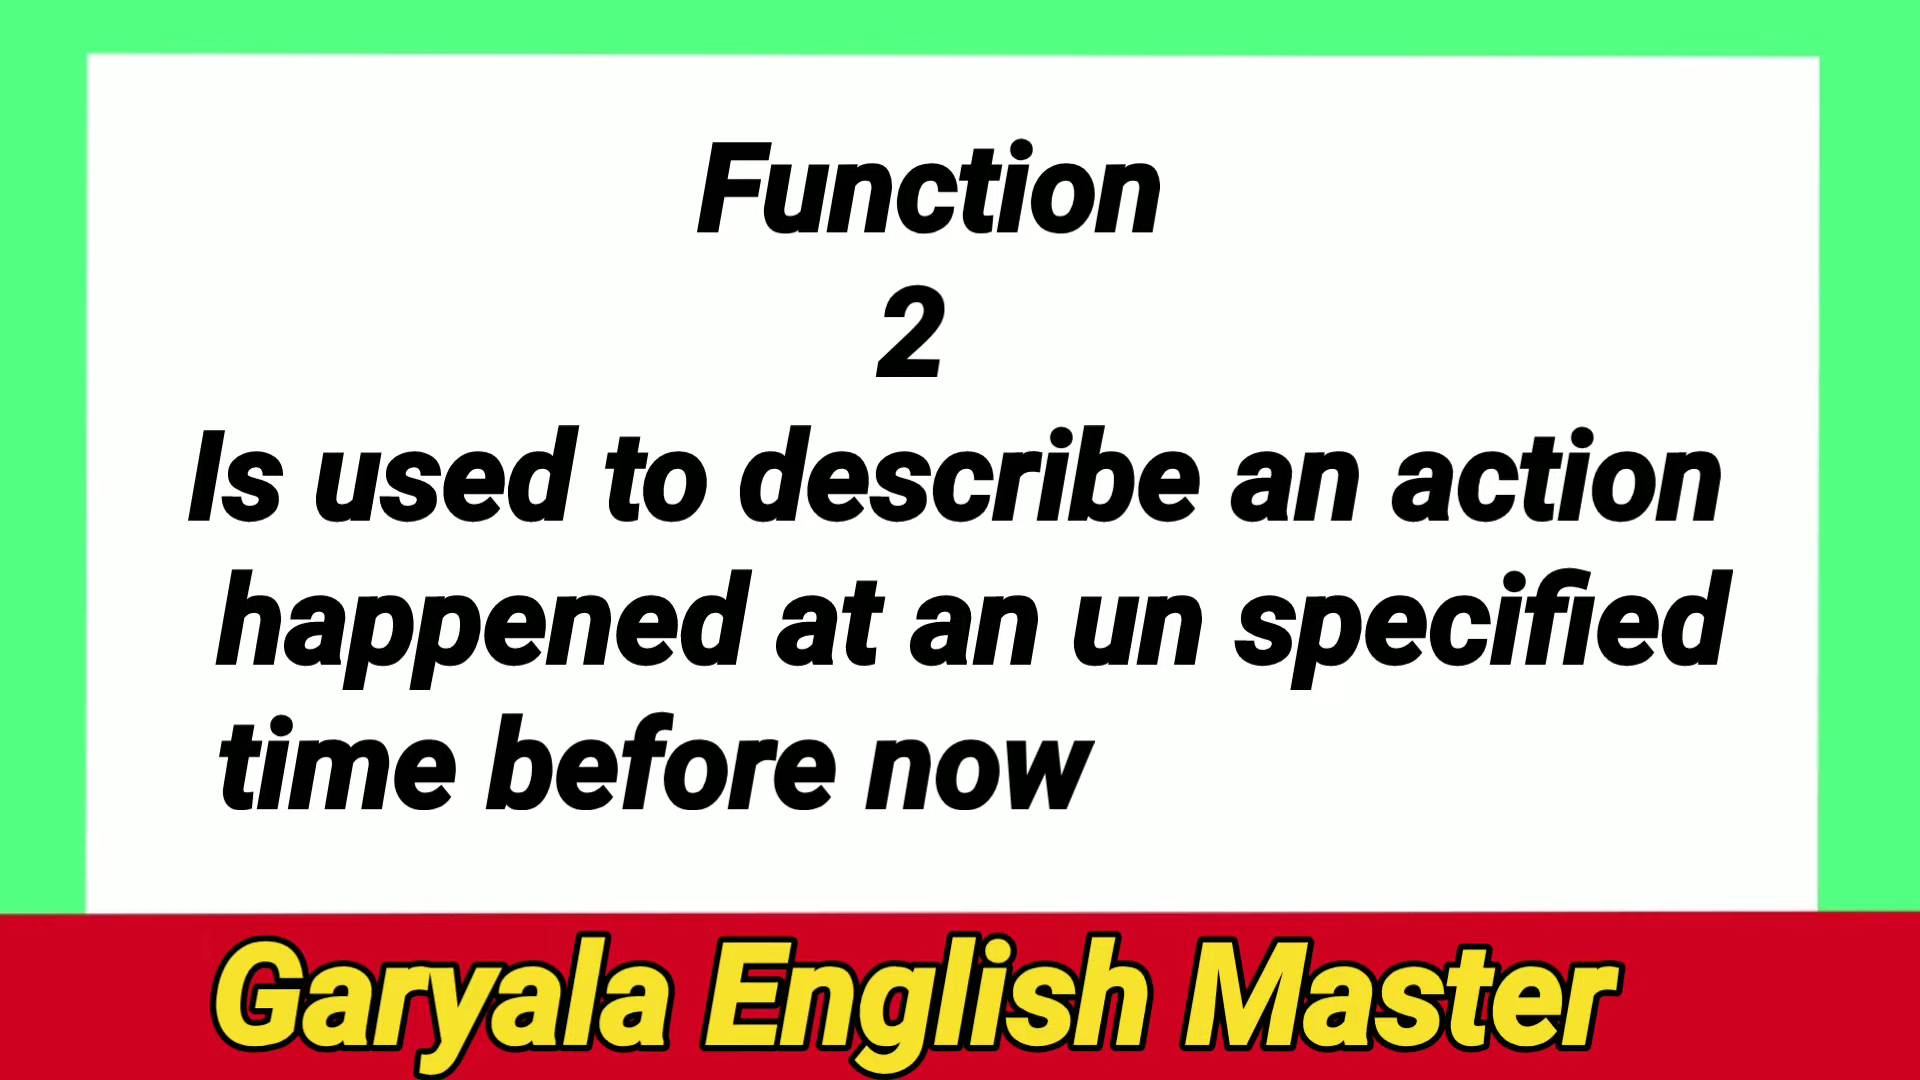 Function
2
Is used to describe an action
happened at an un specified
time before now
Garyala English Master